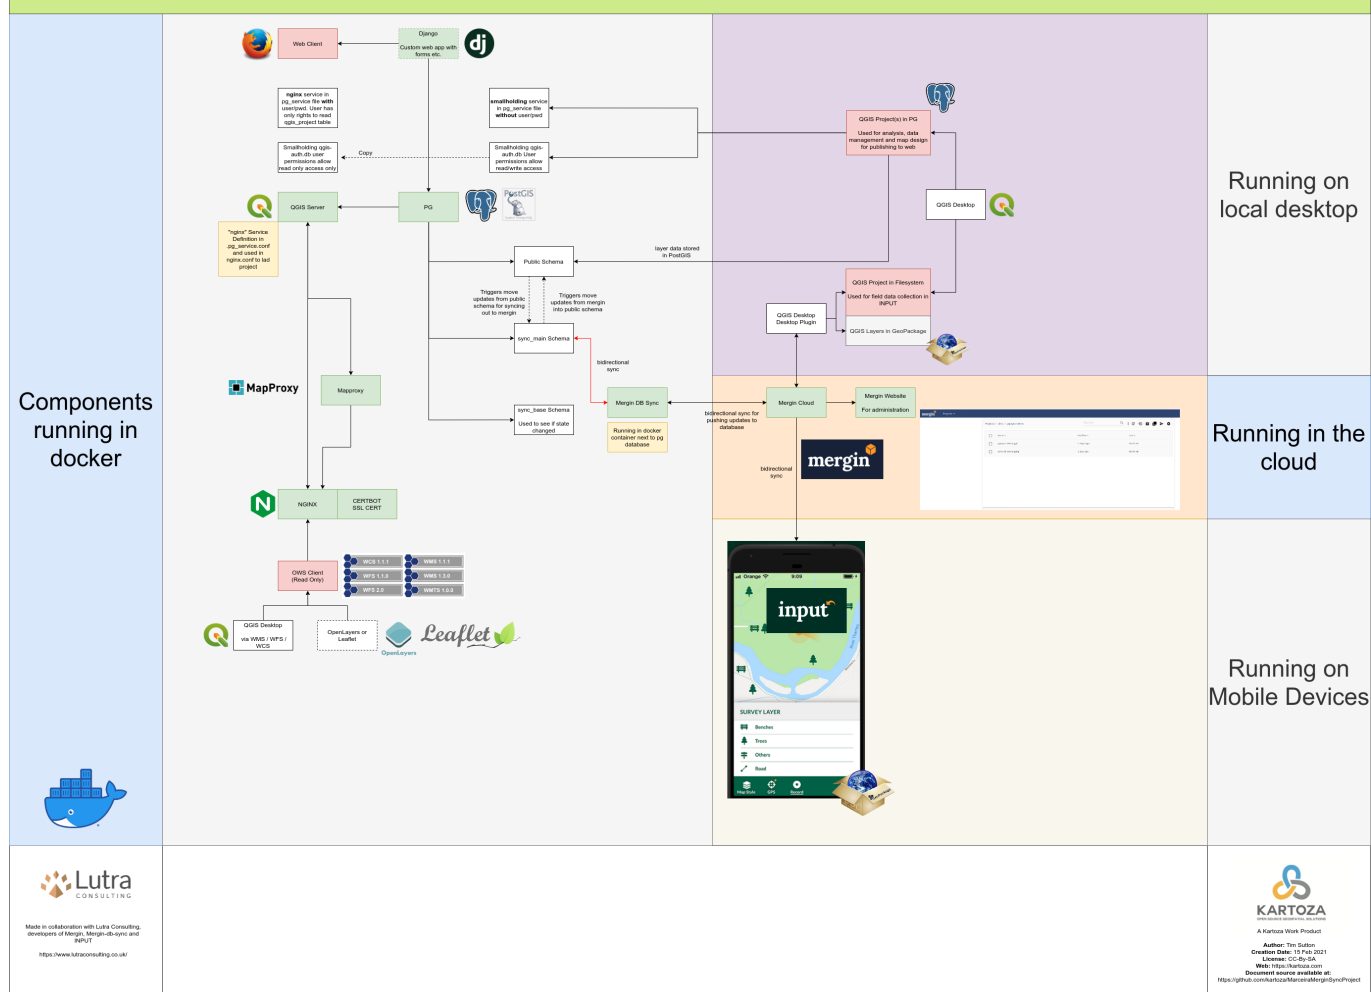 Web Client
Django
Custom web app with
forms etc.
dj
nginx service in
pg_service file with
user/pwd. User has
only rights to read
qgis_project table
smallholding service
in pg_service file
without user/pwd
Smallholding qgis-
auth.db user
permissions allow
read only access only
Copy
Smallholding qgis-
auth.db User
permissions allow
read/write access
QGIS Server
PG
PostGIS
"nginx" Service
Definition in
.pg_service.conf
and used in
nginx.conf to lad
project
Public Schema
layer data stored
in PostGIS
Triggers move
updates from public
schema for syncing
out to mergin
Triggers move
updates from mergin
into public schema
sync_main Schema
bidirectional
sync
MapProxy
Mapproxy
sync_base Schema
Used to see if state
changed
Mergin DB Sync
Running in docker
container next to pg
database
bidirectional sync for
pushing updates to
database
NGINX
CERTBOT
SSL CERT
OWS Client
(Read Only)
WCS 1.1.1
WMS 1.1.1
WFS 1.1.0
WMS 1.3.0
WFS 2.0
WMTS 1.0.0
QGIS Desktop
via WMS / WFS /
WCS
OpenLayers or
Leaflet
OpenLayers
Leaflet
QGIS Project(s) in PG
Used for analysis, data
management and map design
for publishing to web
QGIS Desktop
QGIS Project in Filesystem
Used for field data collection in
INPUT
QGIS Layers in GeoPackage
QGIS Desktop
Desktop Plugin
Mergin Cloud
Mergin Website
For administration
mergin
bidirectional
sync
mergin
Orange
9:09
input
SURVEY LAYER
Benches
Trees
Others
Road
Map Style
GPS
Record
Components
running in
docker
Running on
local desktop
Running in the
cloud
Running on
Mobile Devices
Lutra
CONSULTING
Made in collaboration with Lutra Consulting,
developers of Mergin, Mergin-db-sync and
INPUT
https://www.lutraconsulting.co.uk/
KARTOZA
OPEN SOURCE GEOSPATIAL SOLUTIONS
A Kartoza Work Product
Author: Tim Sutton
Creation Date: 15 Feb 2021
License: CC-By-SA
Web: https://kartoza.com
Document source available at:
https://github.com/kartoza/MarceiraMerginSyncProject